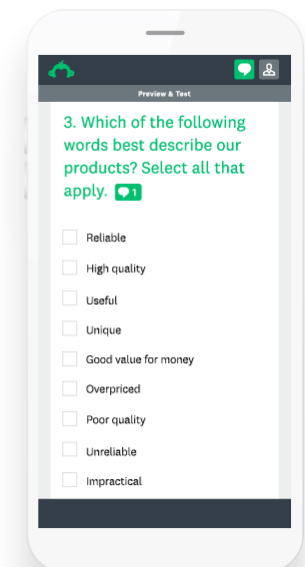 Preview & Test
3. Which of the following
words best describe our
products? Select all that
apply. 1
Reliable
High quality
Useful
Unique
Good value for money
Overpriced
Poor quality
Unreliable
Impractical